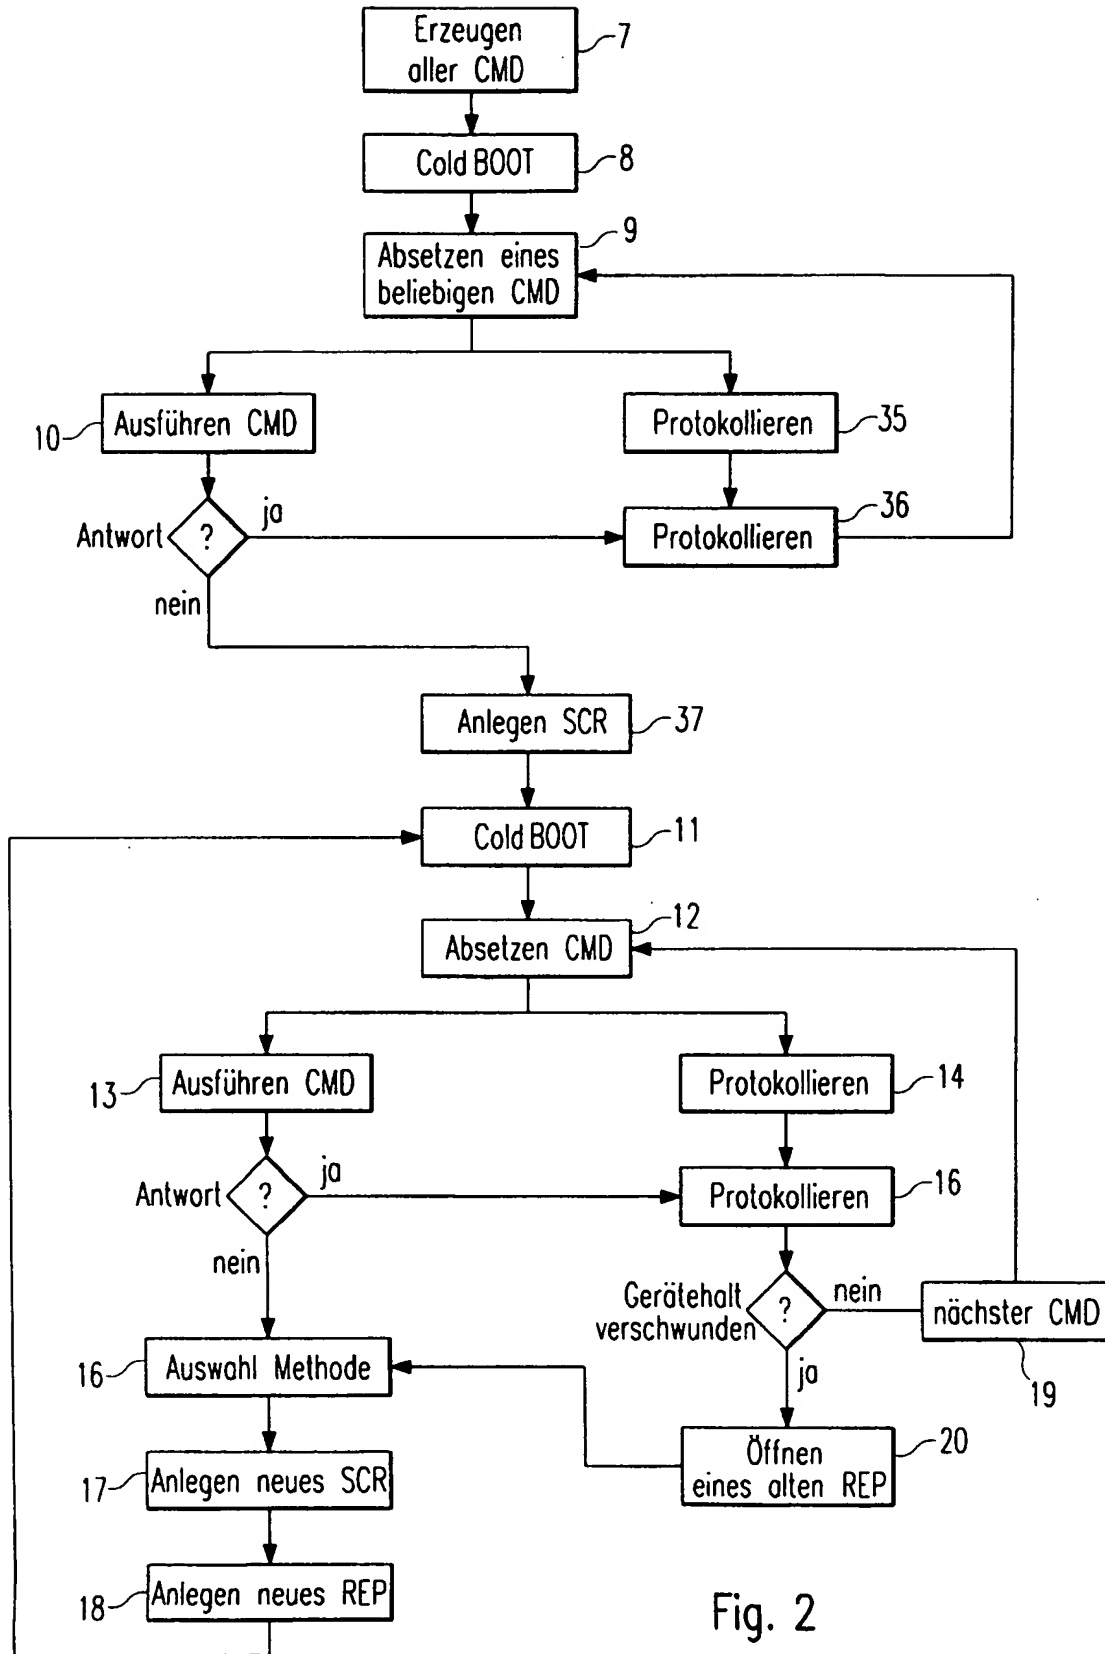 Erzeugen
aller CMD
7
Cold BOOT
8
9
Absetzen eines
beliebigen CMD
10
Ausführen CMD
Protokollieren
35
Antwort
?
ja
36
Protokollieren
nein
Anlegen SCR
37
Cold BOOT
11
12
Absetzen CMD
13
Ausführen CMD
Protokollieren
14
Antwort
?
ja
Protokollieren
16
nein
Gerätehalt
verschwunden
?
nein
nächster CMD
19
16
Auswahl Methode
ja
Öffnen
eines alten REP
20
17
Anlegen neues SCR
18
Anlegen neues REP
Fig. 2